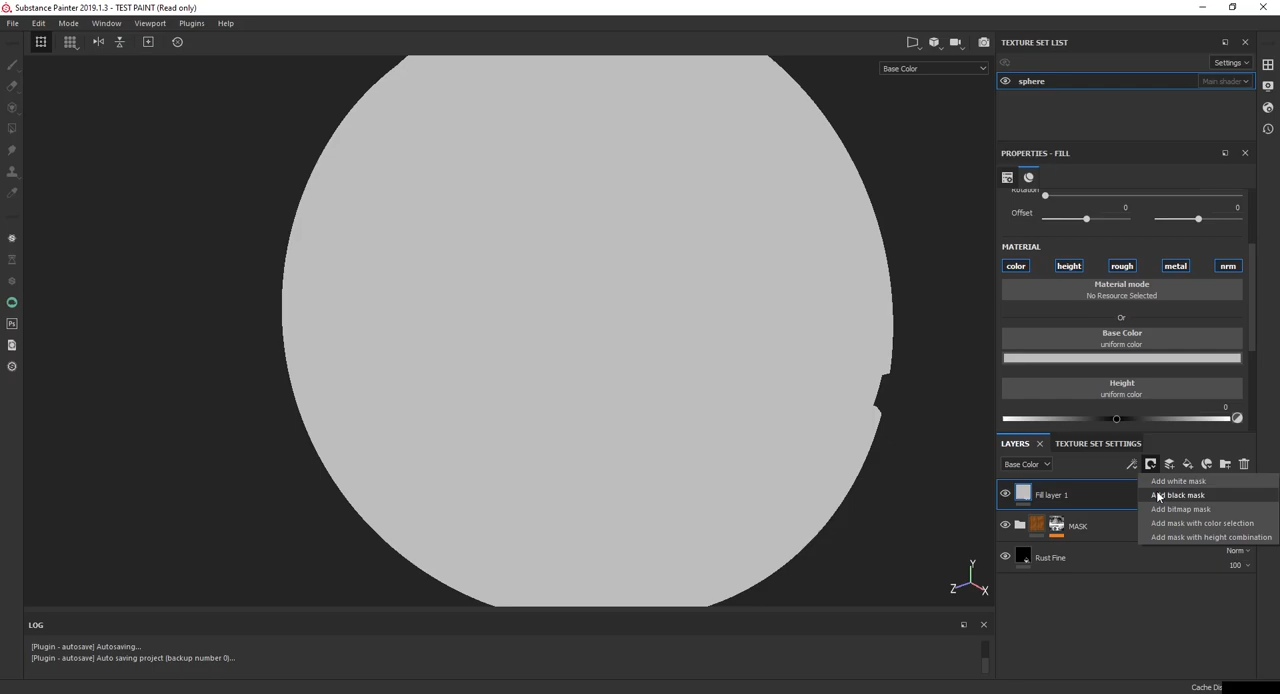 Substance Painter 2019.1.3 - TEST PAINT (Read only)
File Edit Mode Window Viewport Plugins Help
Base Color
TEXTURE SET LIST
Settings
sphere
Main shader
PROPERTIES - FILL
Rotation
Offset
0
0
MATERIAL
color height rough metal nrm
Material mode
No Resource Selected
Or
Base Color
uniform color
Height
uniform color
0
LAYERS TEXTURE SET SETTINGS
Base Color
Add white mask
Fill layer 1
Add black mask
Add bitmap mask
MASK
Add mask with color selection
Add mask with height combination
Norm
Rust Fine
100
Y
Z
X
Ps
LOG
[Plugin - autosave] Autosaving...
[Plugin - autosave] Auto saving project (backup number 0)...
Cache Dis